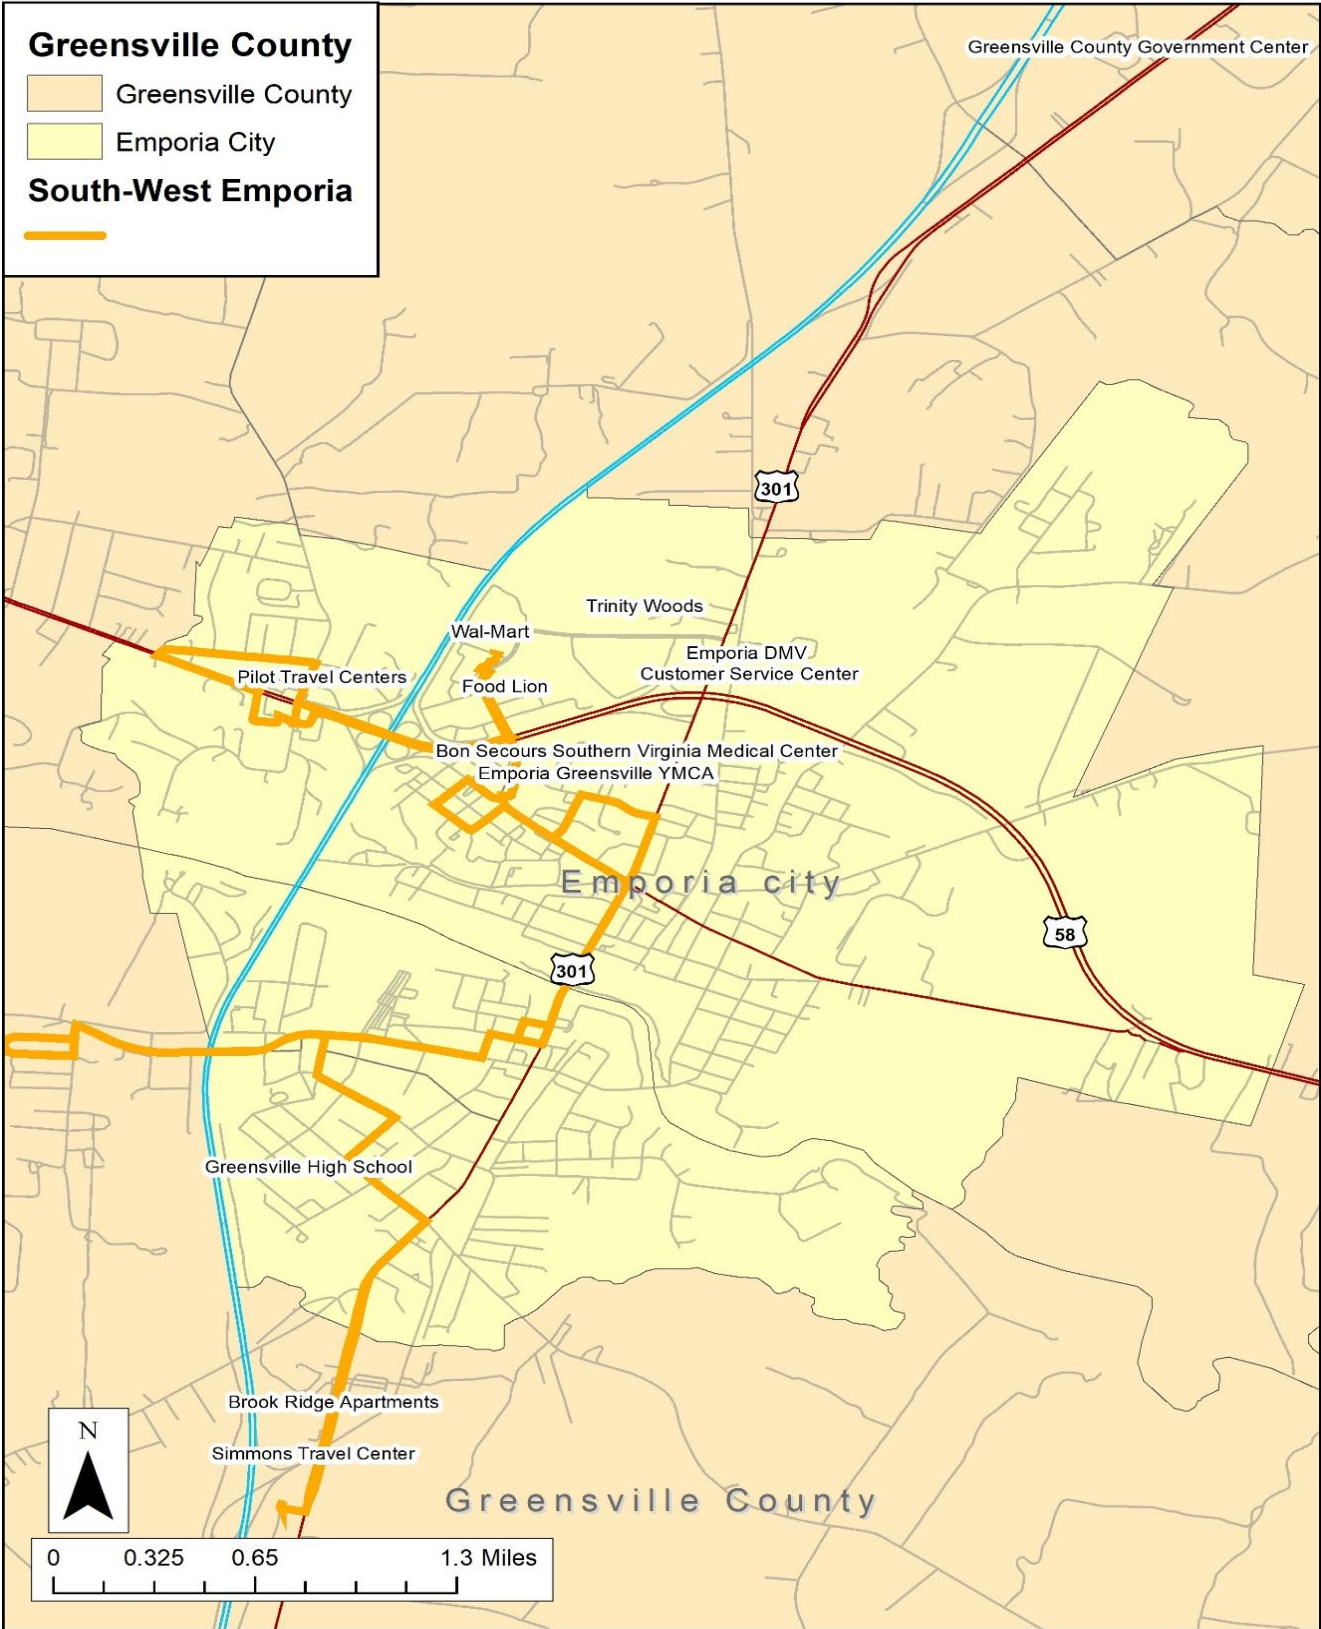 Greensville County
Greensville County
Emporia City
South-West Emporia
Greensville County Government Center
301
Trinity Woods
Wal-Mart
Emporia DMV
Customer Service Center
Pilot Travel Centers
Food Lion
Bon Secours Southern Virginia Medical Center
Emporia Greensville YMCA
Emporia city
58
301
Greensville High School
Brook Ridge Apartments
Simmons Travel Center
Greensville County
N
0 0.325 0.65 1.3 Miles